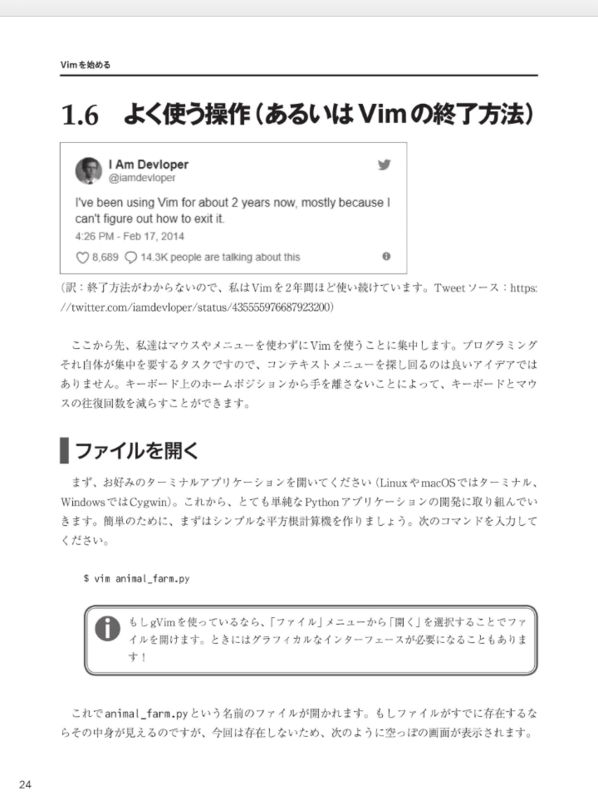 Vimを始める
1.6 よく使う操作(あるいはVimの終了方法)
I Am Devloper
@iamdevloper
I've been using Vim for about 2 years now, mostly because I
can't figure out how to exit it.
4:26 PM - Feb 17, 2014
8,689 14.3K people are talking about this
(訳:終了方法がわからないので、私はVimを2年間ほど使い続けています。Tweetソース:https:
//twitter.com/iamdevloper/status/435555976687923200)
ここから先、私達はマウスやメニューを使わずにVimを使うことに集中します。プログラミング
それ自体が集中を要するタスクですので、コンテキストメニューを探し回るのは良いアイデアでは
ありません。キーボード上のホームポジションから手を離さないことによって、キーボードとマウ
スの往復回数を減らすことができます。
ファイルを開く
まず、お好みのターミナルアプリケーションを開いてください(LinuxやmacOSではターミナル、
WindowsではCygwin)。これから、とても単純なPythonアプリケーションの開発に取り組んでい
きます。簡単のために、まずはシンプルな平方根計算機を作りましょう。次のコマンドを入力して
ください。
$ vim animal_farm.py
もしgVimを使っているなら、「ファイル」メニューから「開く」を選択することでファ
イルを開けます。ときにはグラフィカルなインターフェースが必要になることもありま
す!
これでanimal_farm.pyという名前のファイルが開かれます。もしファイルがすでに存在するな
らその中身が見えるのですが、今回は存在しないため、次のように空っぽの画面が表示されます。
24